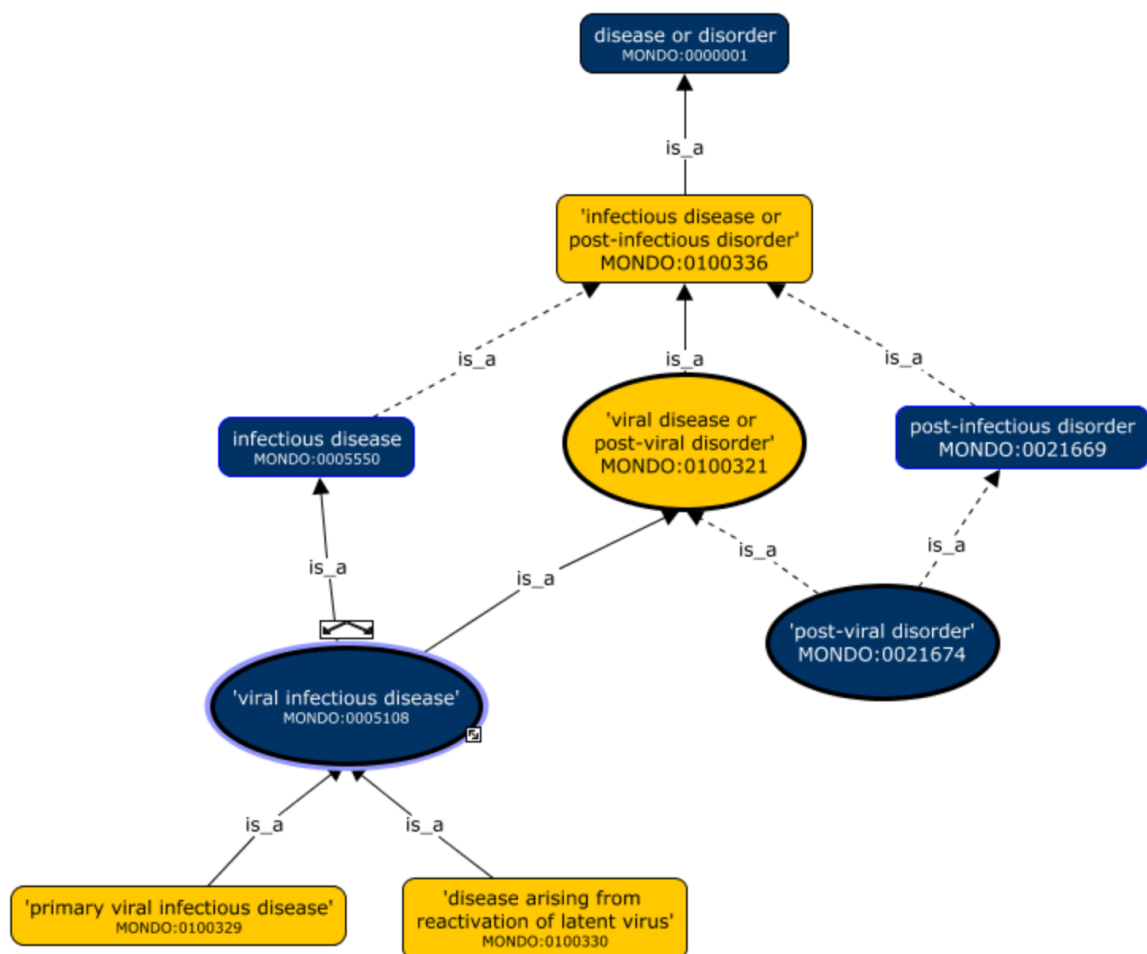 disease or disorder
MONDO:0000001
is_a
'infectious disease or
post-infectious disorder'
MONDO:0100336
is_a
is_a
is_a
infectious disease
MONDO:0005550
'viral disease or
post-viral disorder'
MONDO:0100321
post-infectious disorder
MONDO:0021669
is_a
is_a
is_a
is_a
'post-viral disorder'
MONDO:0021674
'viral infectious disease'
MONDO:0005108
is_a
is_a
'primary viral infectious disease'
MONDO:0100329
'disease arising from
reactivation of latent virus'
MONDO:0100330